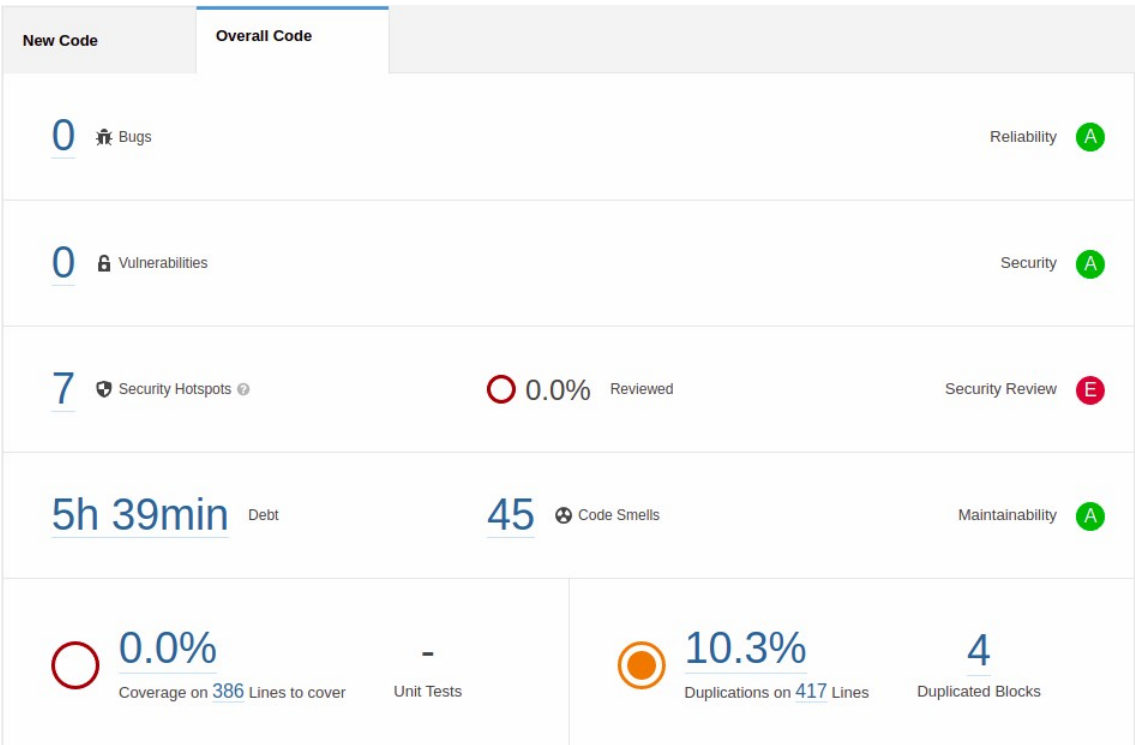 New Code Overall Code
0 Bugs Reliability A
0 Vulnerabilities Security A
7 Security Hotspots ? 0.0% Reviewed Security Review E
5h 39min Debt 45 Code Smells Maintainability A
0.0% - 10.3% 4
Coverage on 386 Lines to cover Unit Tests Duplications on 417 Lines Duplicated Blocks